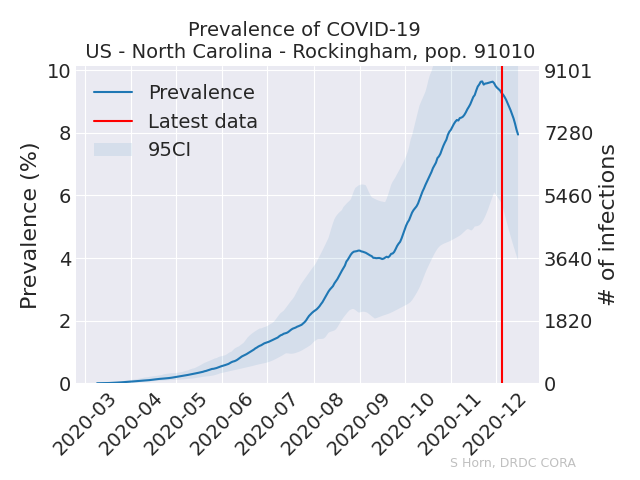 Prevalence of COVID-19
US - North Carolina - Rockingham, pop. 91010
Prevalence
Latest data
95CI
Prevalence (%)
10
8
6
4
2
0
9101
7280
5460
3640
1820
0
# of infections
2020-03
2020-04
2020-05
2020-06
2020-07
2020-08
2020-09
2020-10
2020-11
2020-12
S Horn, DRDC CORA